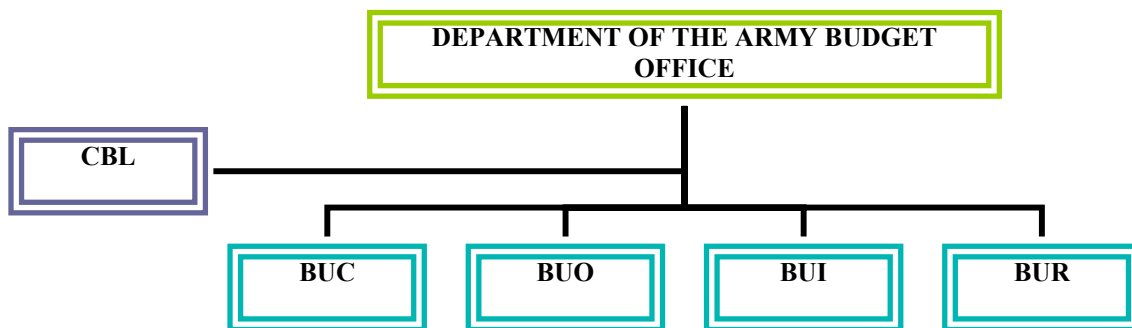 DEPARTMENT OF THE ARMY BUDGET
OFFICE
CBL
BUC
BUO
BUI
BUR